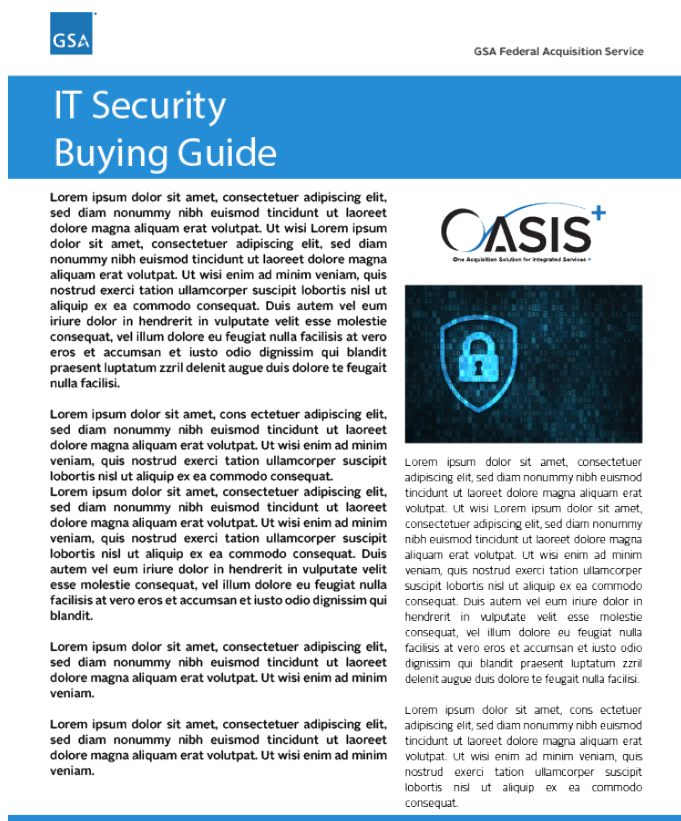 GSA
GSA Federal Acquisition Service
IT Security
Buying Guide
Lorem ipsum dolor sit amet, consectetuer adipiscing elit,
sed diam nonummy nibh euismod tincidunt ut laoreet
dolore magna aliquam erat volutpat. Ut wisi Lorem ipsum
dolor sit amet, consectetuer adipiscing elit, sed diam
nonummy nibh euismod tincidunt ut laoreet dolore magna
aliquam erat volutpat. Ut wisi enim ad minim veniam, quis
nostrud exerci tation ullamcorper suscipit lobortis nisl ut
aliquip ex ea commodo consequat. Duis autem vel eum
iriure dolor in hendrerit in vulputate velit esse molestie
consequat, vel illum dolore eu feugiat nulla facilisis at vero
eros et accumsan et iusto odio dignissim qui blandit
praesent luptatum zzril delenit augue duis dolore te feugait
nulla facilisi.
Lorem ipsum dolor sit amet, cons ectetuer adipiscing elit,
sed diam nonummy nibh euismod tincidunt ut laoreet
dolore magna aliquam erat volutpat. Ut wisi enim ad minim
veniam, quis nostrud exerci tation ullamcorper suscipit
lobortis nisl ut aliquip ex ea commodo consequat.
Lorem ipsum dolor sit amet, consectetuer adipiscing elit,
sed diam nonummy nibh euismod tincidunt ut laoreet
dolore magna aliquam erat volutpat. Ut wisi enim ad minim
veniam, quis nostrud exerci tation ullamcorper suscipit
lobortis nisl ut aliquip ex ea commodo consequat. Duis
autem vel eum iriure dolor in hendrerit in vulputate velit
esse molestie consequat, vel illum dolore eu feugiat nulla
facilisis at vero eros et accumsan et iusto odio dignissim qui
blandit.
Lorem ipsum dolor sit amet, consectetuer adipiscing elit,
sed diam nonummy nibh euismod tincidunt ut laoreet
dolore magna aliquam erat volutpat. Ut wisi enim ad minim
veniam.
Lorem ipsum dolor sit amet, consectetuer adipiscing elit,
sed diam nonummy nibh euismod tincidunt ut laoreet
dolore magna aliquam erat volutpat. Ut wisi enim ad minim
veniam.
OASIS+
One Acquisition Solution for Integrated Services +
Lorem ipsum dolor sit amet, consectetuer
adipiscing elit, sed diam nonummy nibh euismod
tincidunt ut laoreet dolore magna aliquam erat
volutpat. Ut wisi Lorem ipsum dolor sit amet,
consectetuer adipiscing elit, sed diam nonummy
nibh euismod tincidunt ut laoreet dolore magna
aliquam erat volutpat. Ut wisi enim ad minim
veniam, quis nostrud exerci tation ullamcorper
suscipit lobortis nisl ut aliquip ex ea commodo
consequat. Duis autem vel eum iriure dolor in
hendrerit in vulputate velit esse molestie
consequat, vel illum dolore eu feugiat nulla
facilisis at vero eros et accumsan et iusto odio
dignissim qui blandit praesent luptatum zzril
delenit augue duis dolore te feugait nulla facilisi.
Lorem ipsum dolor sit amet, cons ectetuer
adipiscing elit, sed diam nonummy nibh euismod
tincidunt ut laoreet dolore magna aliquam erat
volutpat. Ut wisi enim ad minim veniam, quis
nostrud exerci tation ullamcorper suscipit
lobortis nisl ut aliquip ex ea commodo
consequat.